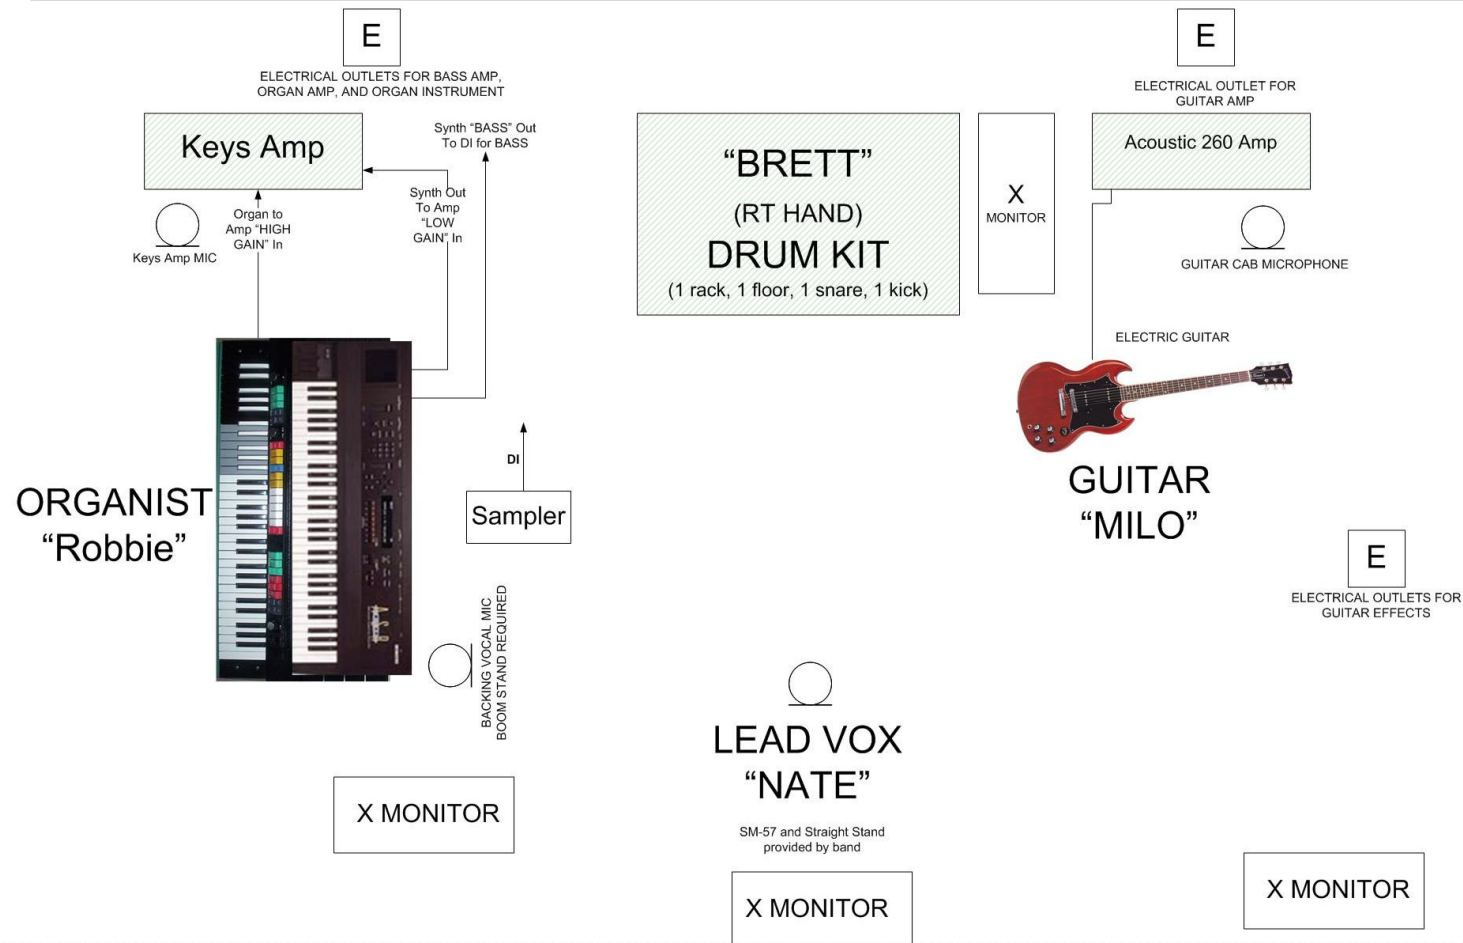 E
ELECTRICAL OUTLETS FOR BASS AMP,
ORGAN AMP, AND ORGAN INSTRUMENT
E
ELECTRICAL OUTLET FOR
GUITAR AMP
Keys Amp
Synth “BASS” Out
To DI for BASS
Synth Out
To Amp
“LOW
GAIN” In
Organ to
Amp “HIGH
GAIN” In
Keys Amp MIC
“BRETT”
(RT HAND)
DRUM KIT
(1 rack, 1 floor, 1 snare, 1 kick)
X
MONITOR
Acoustic 260 Amp
GUITAR CAB MICROPHONE
ELECTRIC GUITAR
ORGANIST
“Robbie”
DI
Sampler
GUITAR
“MILO”
E
ELECTRICAL OUTLETS FOR
GUITAR EFFECTS
BACKING VOCAL MIC
BOOM STAND REQUIRED
LEAD VOX
“NATE”
SM-57 and Straight Stand
provided by band
X MONITOR
X MONITOR
X MONITOR